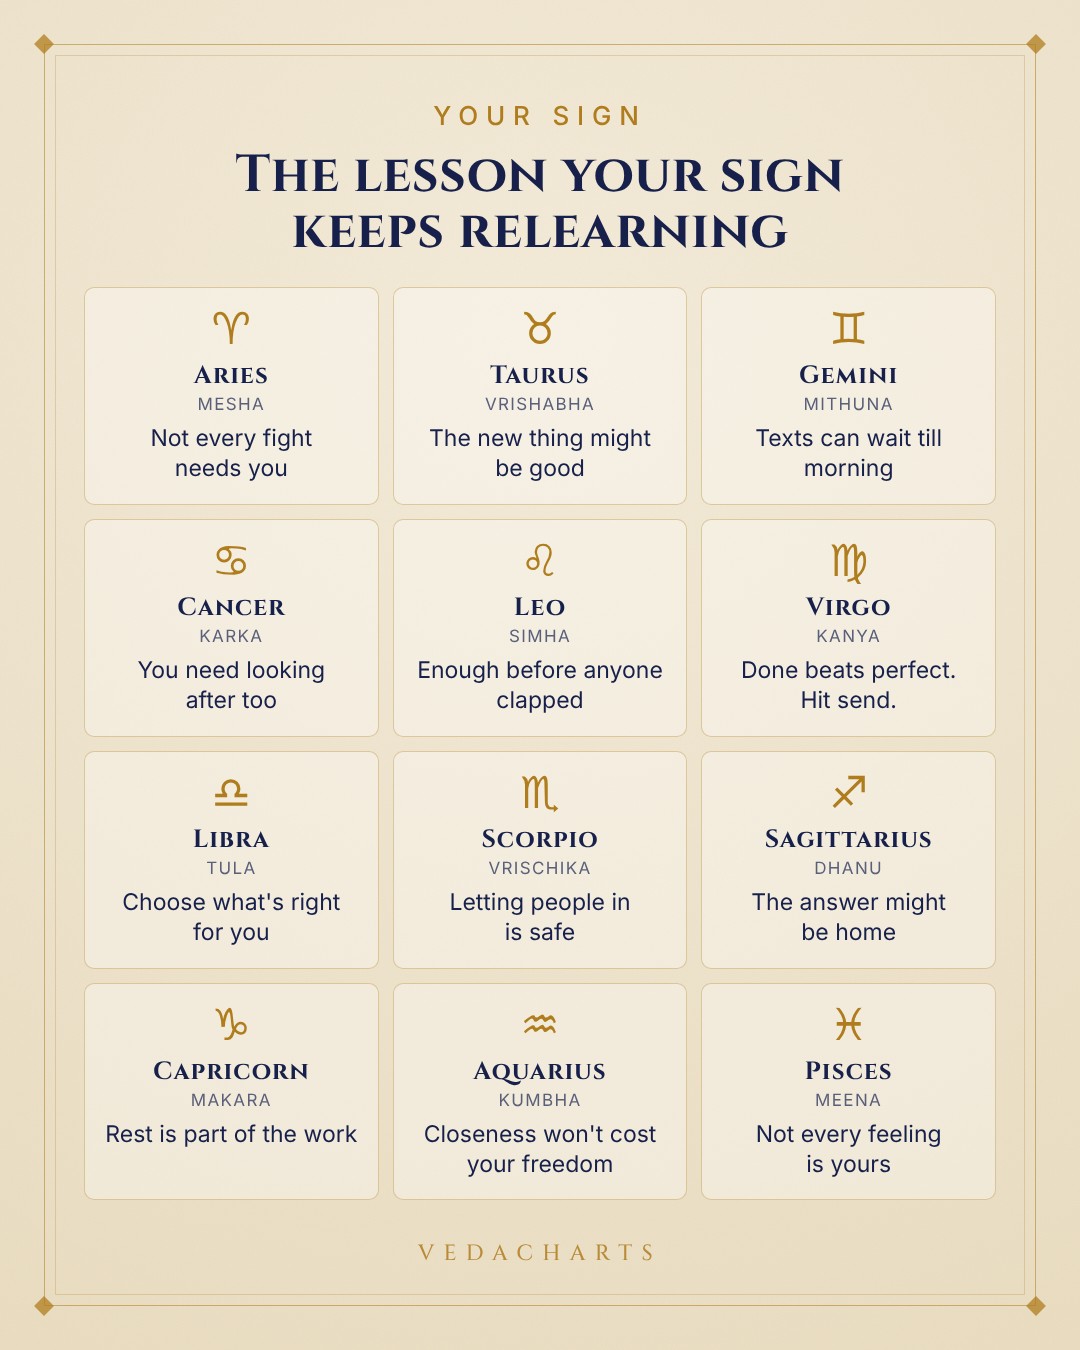 YOUR SIGN
THE LESSON YOUR SIGN
KEEPS RELEARNING
♈
ARIES
MESHA
Not every fight
needs you
♉
TAURUS
VRISHABHA
The new thing might
be good
♊
GEMINI
MITHUNA
Texts can wait till
morning
♋
CANCER
KARKA
You need looking
after too
♌
LEO
SIMHA
Enough before anyone
clapped
♍
VIRGO
KANYA
Done beats perfect.
Hit send.
♎
LIBRA
TULA
Choose what's right
for you
♏
SCORPIO
VRISCHIKA
Letting people in
is safe
♐
SAGITTARIUS
DHANU
The answer might
be home
♑
CAPRICORN
MAKARA
Rest is part of the work
♒
AQUARIUS
KUMBHA
Closeness won't cost
your freedom
♓
PISCES
MEENA
Not every feeling
is yours
VEDACHARTS